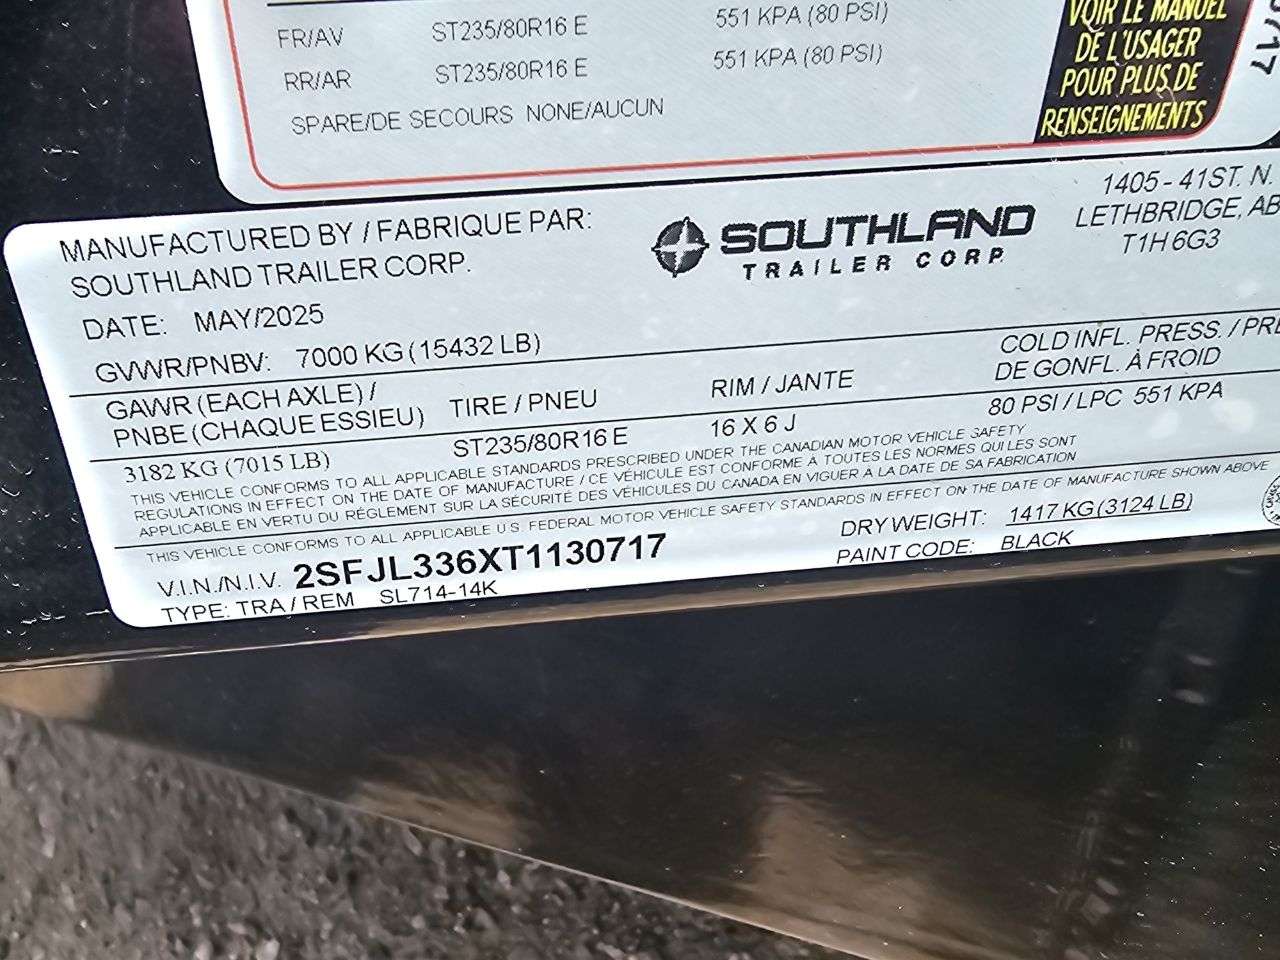 FR/AV ST235/80R16 E 551 KPA (80 PSI)
RR/AR ST235/80R16 E 551 KPA (80 PSI)
SPARE/DE SECOURS NONE/AUCUN
VOIR LE MANUEL
DE L'USAGER
POUR PLUS DE
RENSEIGNEMENTS
MANUFACTURED BY / FABRIQUE PAR:
SOUTHLAND TRAILER CORP.
SOUTHLAND
TRAILER CORP
1405 - 41ST. N.
LETHBRIDGE, AB
T1H 6G3
DATE: MAY/2025
GVWR/PNBV: 7000 KG (15432 LB)
GAWR (EACH AXLE) /
PNBE (CHAQUE ESSIEU)
TIRE / PNEU
RIM / JANTE
COLD INFL. PRESS. /
DE GONFL. À FROID
3182 KG (7015 LB) ST235/80R16 E 16 X 6 J 80 PSI / LPC 551 KPA
THIS VEHICLE CONFORMS TO ALL APPLICABLE STANDARDS PRESCRIBED UNDER THE CANADIAN MOTOR VEHICLE SAFETY
REGULATIONS IN EFFECT ON THE DATE OF MANUFACTURE / CE VÉHICULE EST CONFORME À TOUTES LES NORMES QUI LES SONT
APPLICABLE EN VERTU DU RÉGLEMENT SUR LA SÉCURITÉ DES VÉHICULES DU CANADA EN VIGUER A LA DATE DE SA FABRICATION
THIS VEHICLE CONFORMS TO ALL APPLICABLE U.S. FEDERAL MOTOR VEHICLE SAFETY STANDARDS IN EFFECT ON THE DATE OF MANUFACTURE SHOWN ABOVE
V.I.N./N.I.V. 2SFJL336XT1130717
DRY WEIGHT: 1417 KG (3124 LB)
TYPE: TRA / REM SL714-14K
PAINT CODE: BLACK